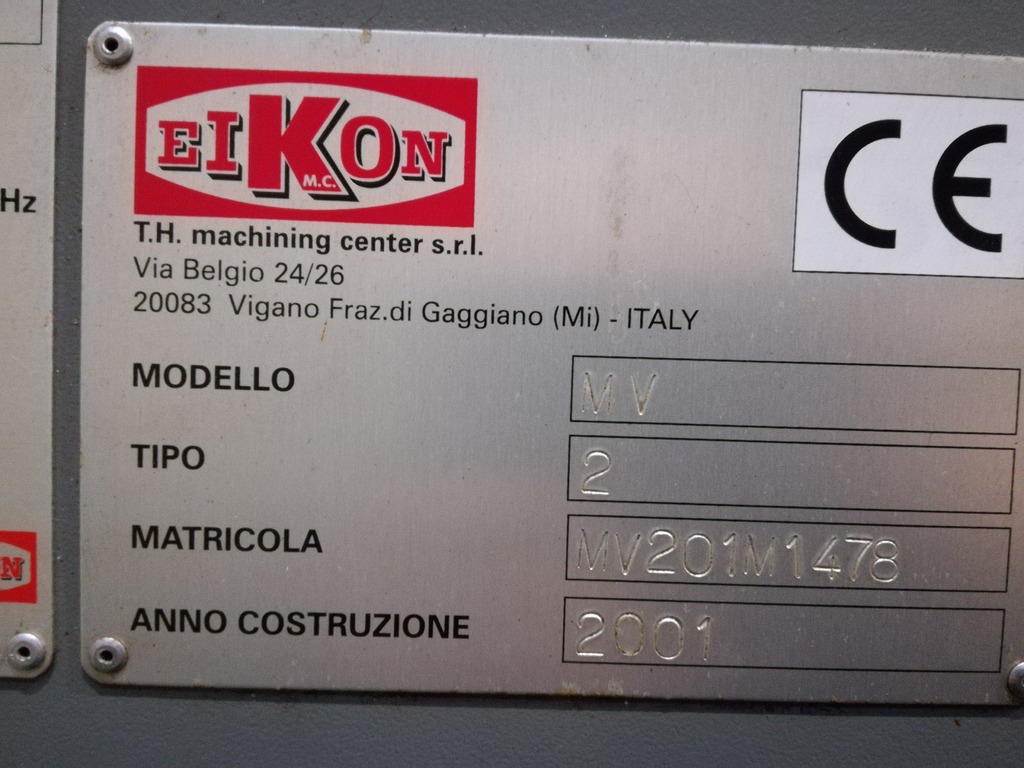 Hz
EIKON
M.C.
CE
T.H. machining center s.r.l.
Via Belgio 24/26
20083 Vigano Fraz.di Gaggiano (Mi) - ITALY
MODELLO MV
TIPO 2
MATRICOLA MV201M1478
ANNO COSTRUZIONE 2001
N